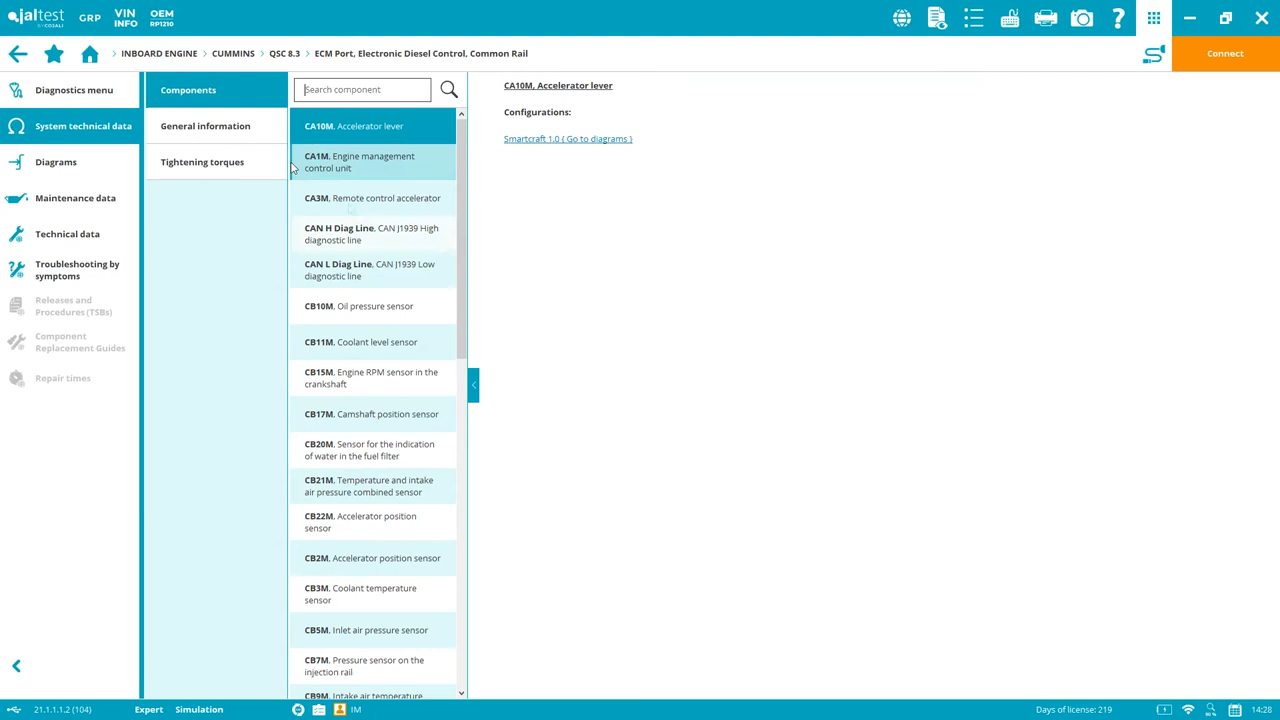 jaltest
BY COJALI
GRP
VIN
INFO
OEM
RP1210
INBOARD ENGINE
CUMMINS
QSC 8.3
ECM Port, Electronic Diesel Control, Common Rail
Connect
Diagnostics menu
System technical data
Diagrams
Maintenance data
Technical data
Troubleshooting by
symptoms
Releases and
Procedures (TSBs)
Component
Replacement Guides
Repair times
Components
General information
Tightening torques
Search component
CA10M, Accelerator lever
CA1M, Engine management
control unit
CA3M, Remote control accelerator
CAN H Diag Line, CAN J1939 High
diagnostic line
CAN L Diag Line, CAN J1939 Low
diagnostic line
CB10M, Oil pressure sensor
CB11M, Coolant level sensor
CB15M, Engine RPM sensor in the
crankshaft
CB17M, Camshaft position sensor
CB20M, Sensor for the indication
of water in the fuel filter
CB21M, Temperature and intake
air pressure combined sensor
CB22M, Accelerator position
sensor
CB2M, Accelerator position sensor
CB3M, Coolant temperature
sensor
CB5M, Inlet air pressure sensor
CB7M, Pressure sensor on the
injection rail
CB9M, Intake air temperature
CA10M, Accelerator lever
Configurations:
Smartcraft 1.0 { Go to diagrams }
21.1.1.1.2 (104)
Expert
Simulation
IM
Days of license: 219
14:28